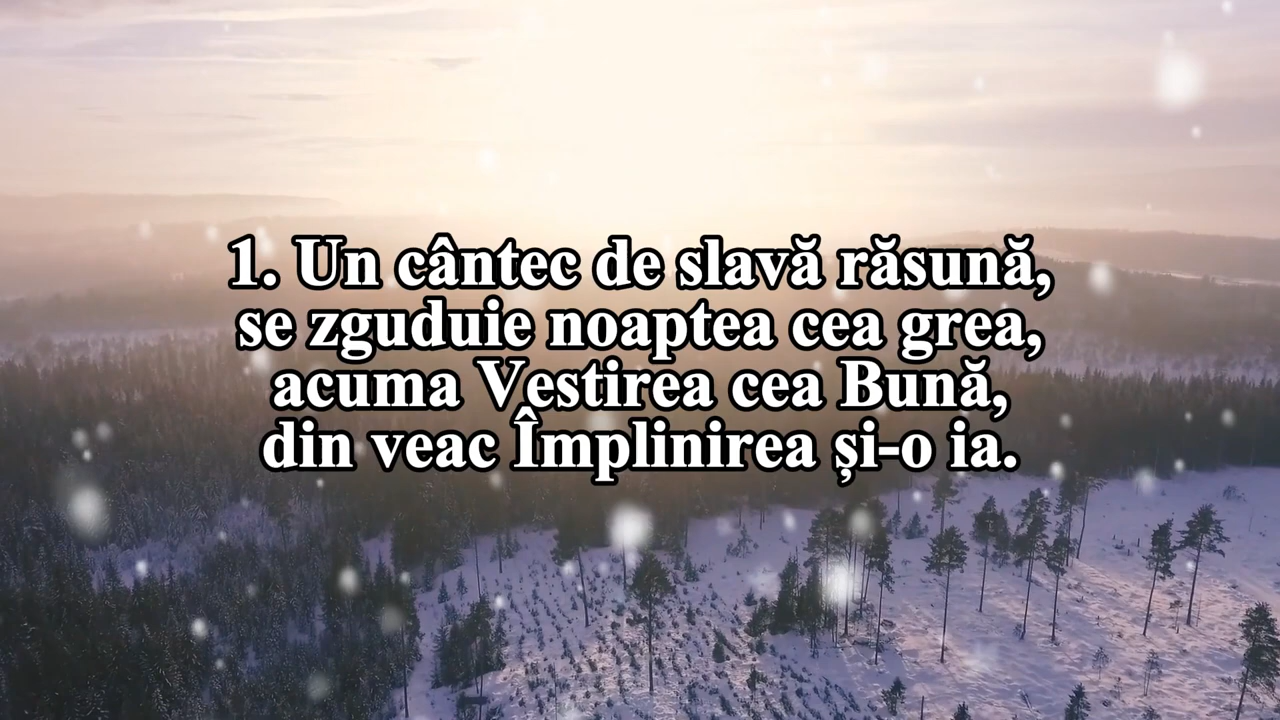 1. Un cântec de slavă răsună,
se zguduie noaptea cea grea,
acuma Vestirea cea Bună,
din veac Împlinirea și-o ia.